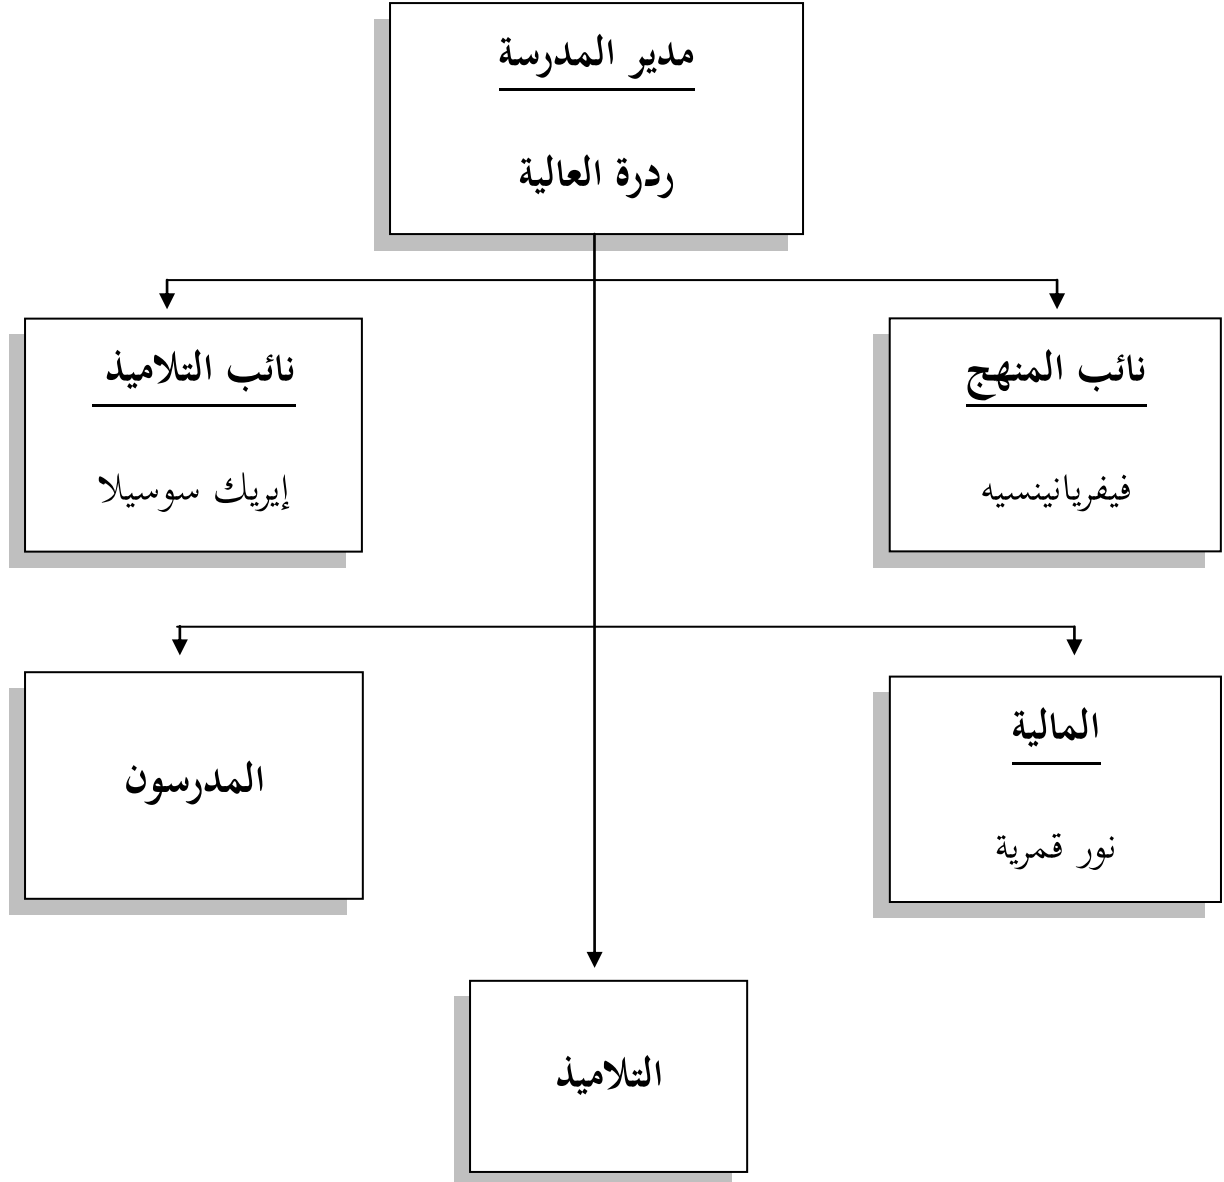 مدير المدرسة
ردرة العالية
نائب المنهج
فيفريانينسيه
نائب التلاميذ
إيريك سوسيلا
المالية
نور قمرية
المدرسون
التلاميذ